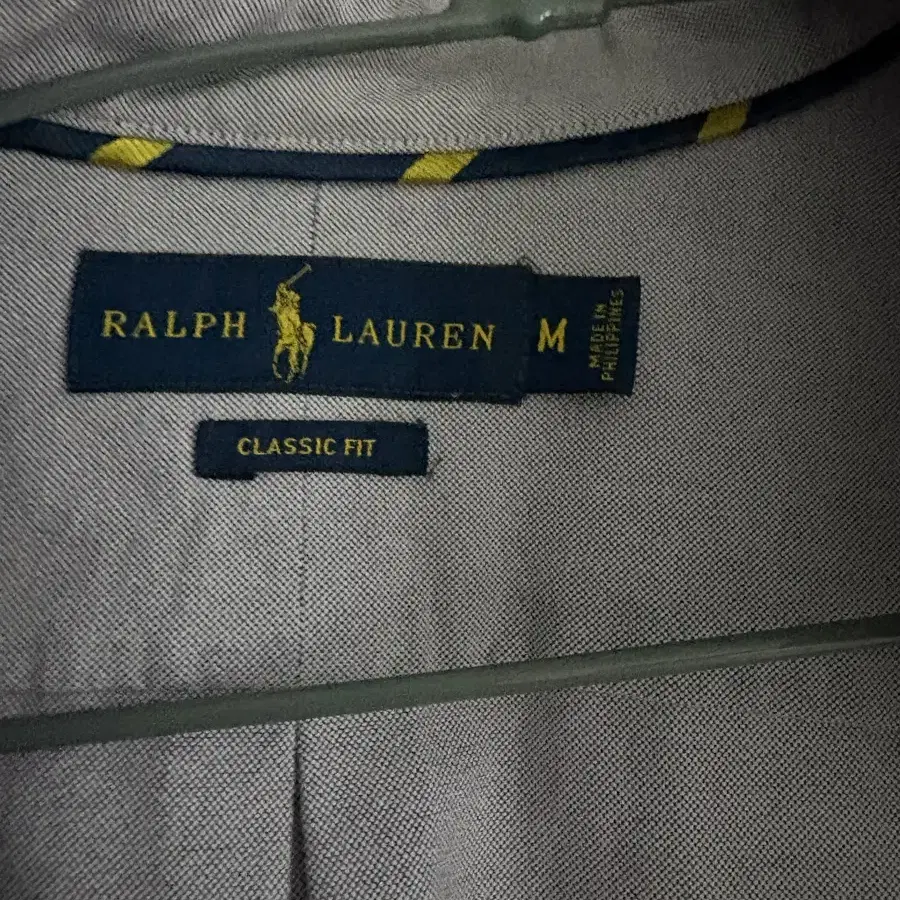 RALPH LAUREN M
MADE IN
PHILIPPINES
CLASSIC FIT